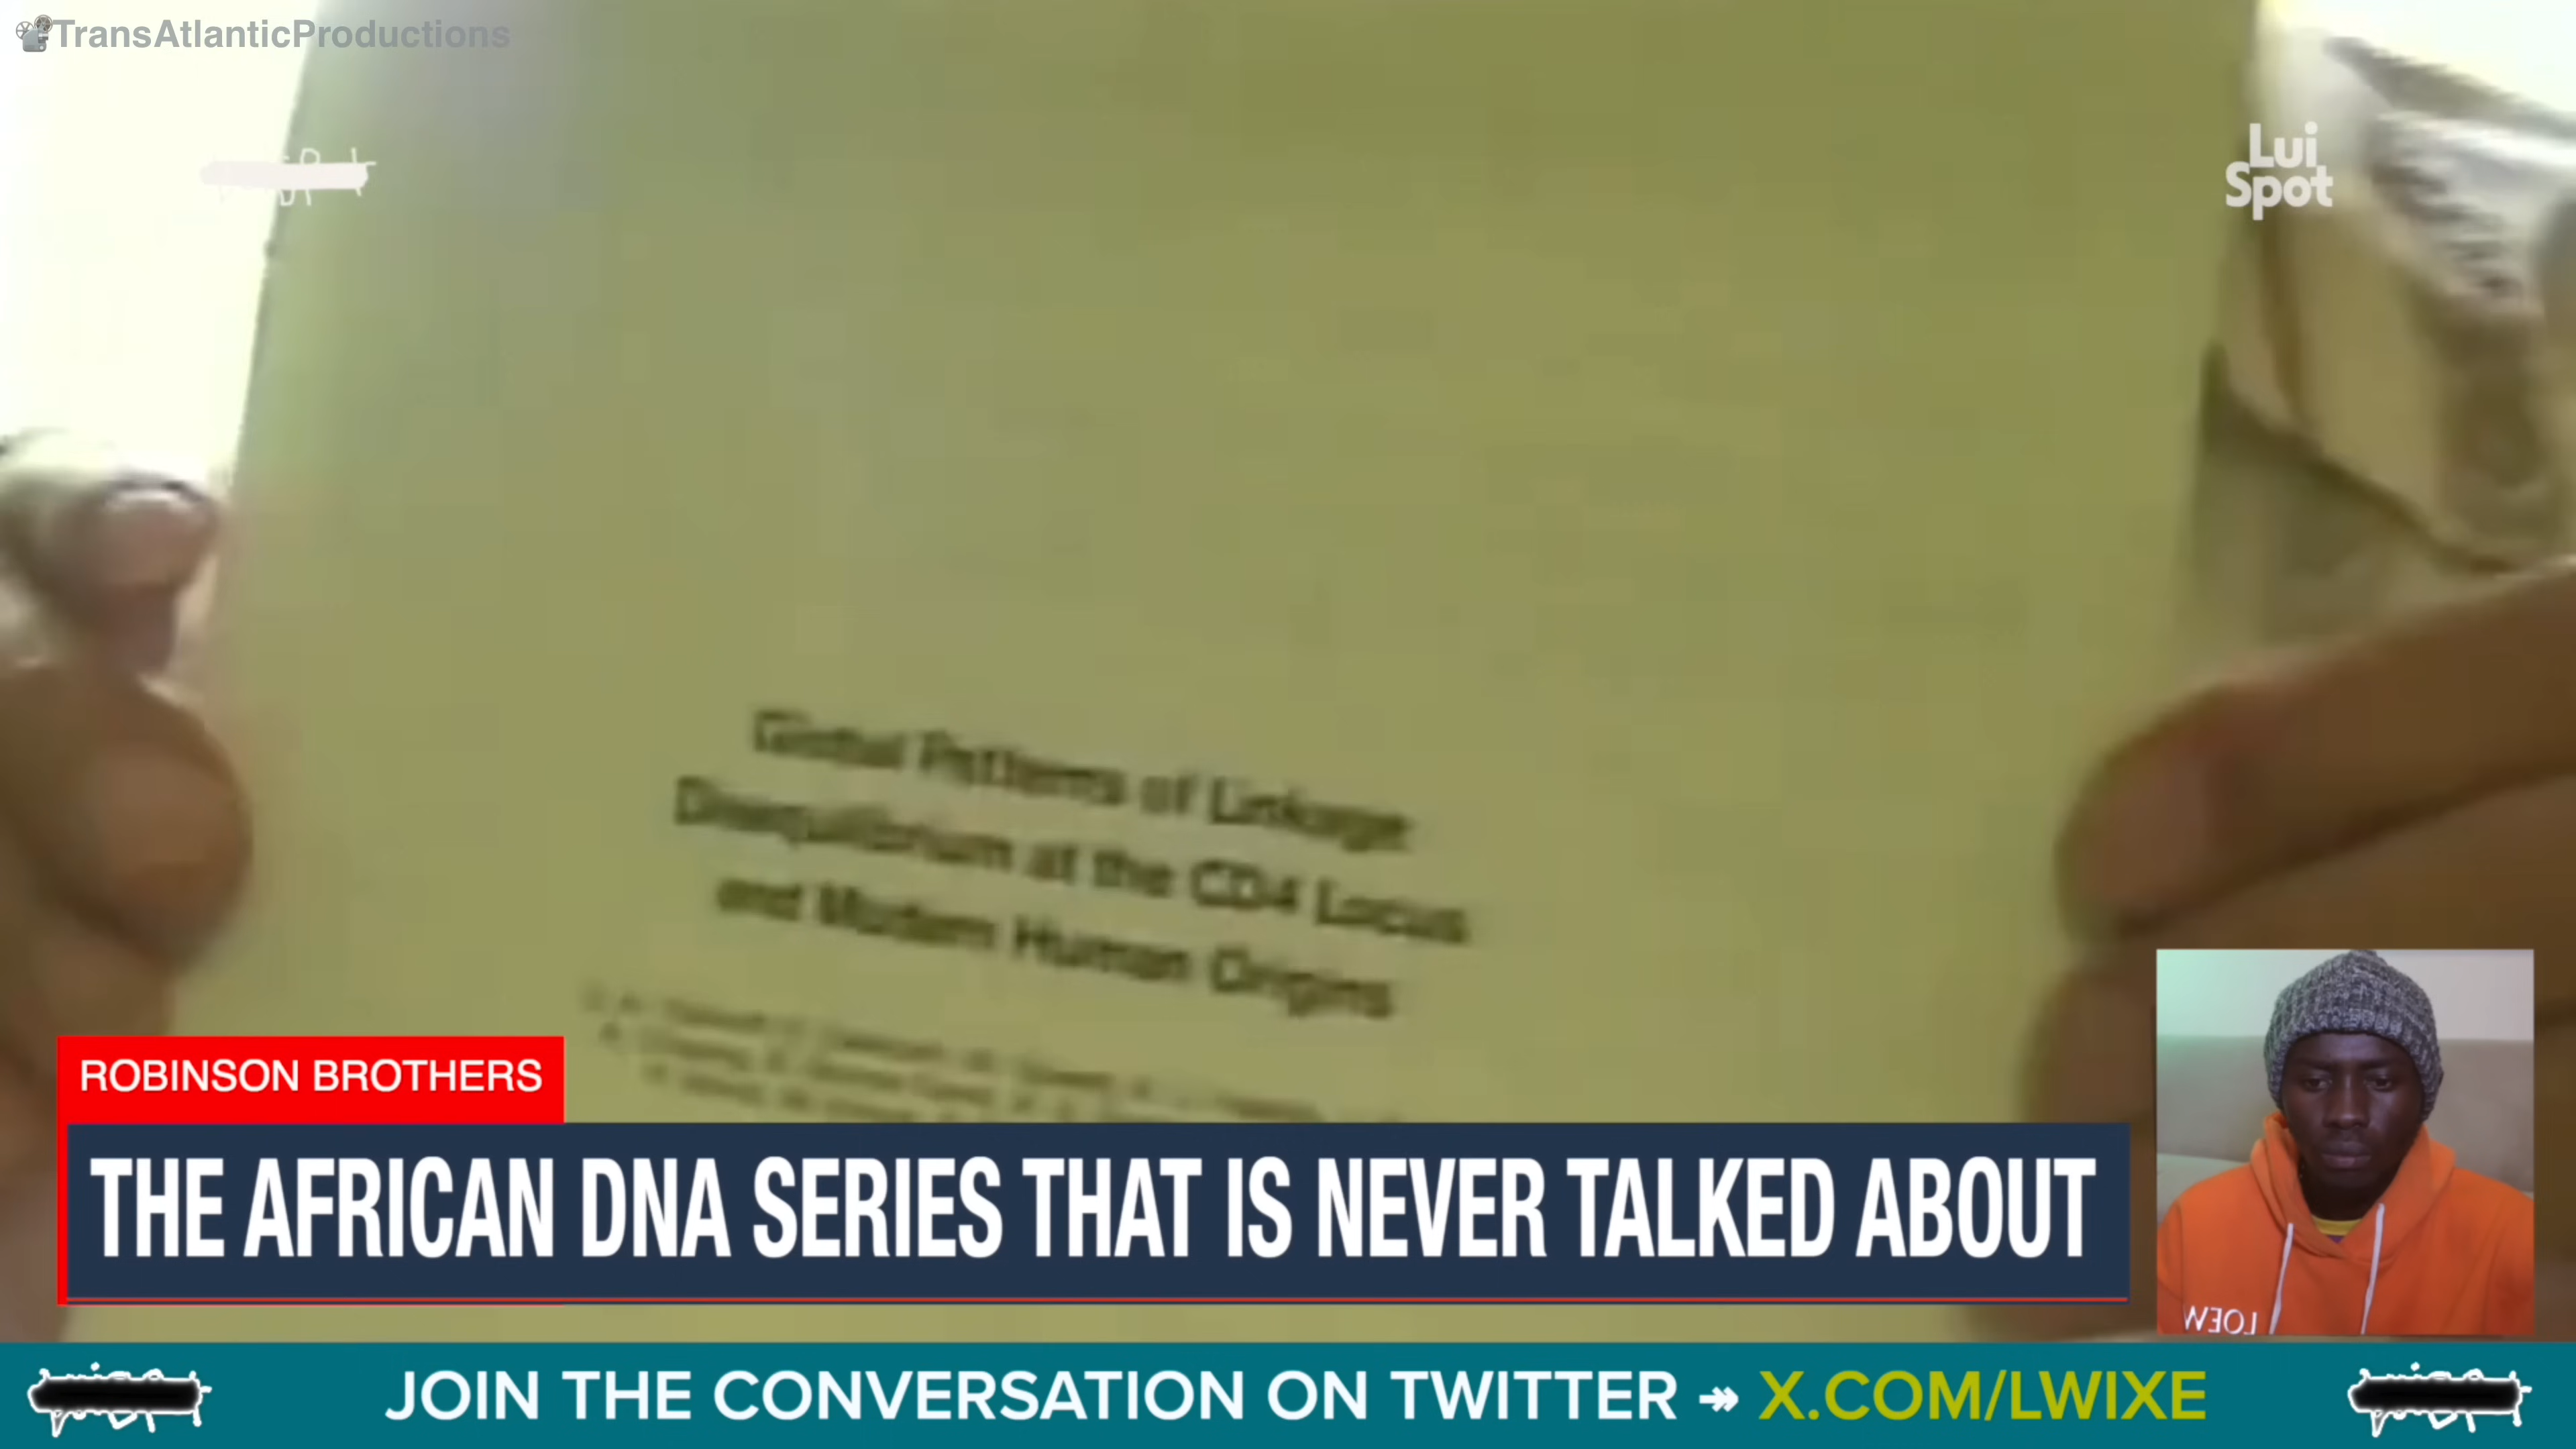 TransAtlanticProductions
Lui
Spot
Global Patterns of Linkage
Disequilibrium at the CD4 Locus
and Modern Human Origins
ROBINSON BROTHERS
THE AFRICAN DNA SERIES THAT IS NEVER TALKED ABOUT
LOEW
JOIN THE CONVERSATION ON TWITTER ↠ X.COM/LWIXE